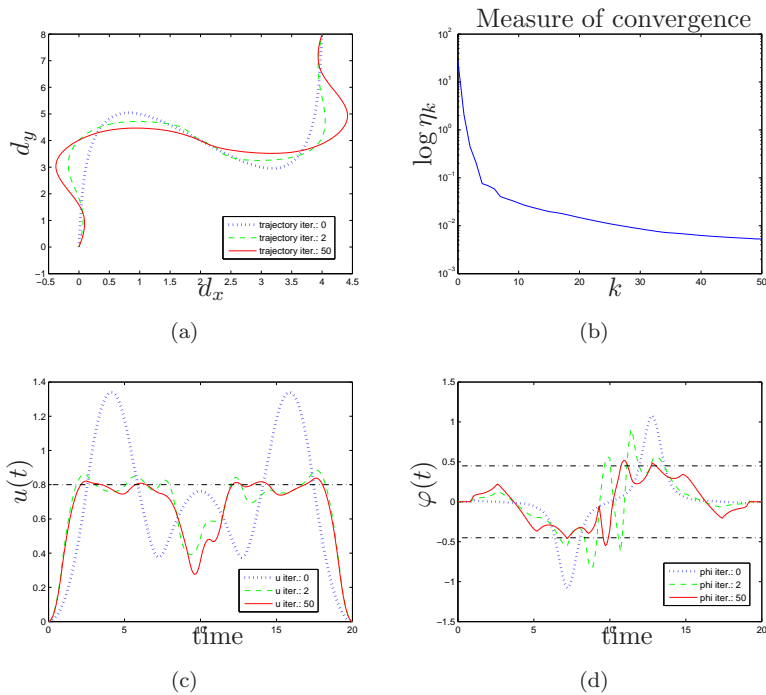 Measure of convergence
8
7
6
5
4
3
2
1
0
−1
d_y
−0.5 0 0.5 1 1.5 2 2.5 3 3.5 4 4.5
d_x
trajectory iter.: 0
trajectory iter.: 2
trajectory iter.: 50
(a)
10^2
10^1
10^0
10^−1
10^−2
10^−3
log η_k
0 10 20 30 40 50
k
(b)
1.4
1.2
1
0.8
0.6
0.4
0.2
0
u(t)
0 5 10 15 20
time
u iter.: 0
u iter.: 2
u iter.: 50
(c)
1.5
1
0.5
0
−0.5
−1
−1.5
φ(t)
0 5 10 15 20
time
phi iter.: 0
phi iter.: 2
phi iter.: 50
(d)